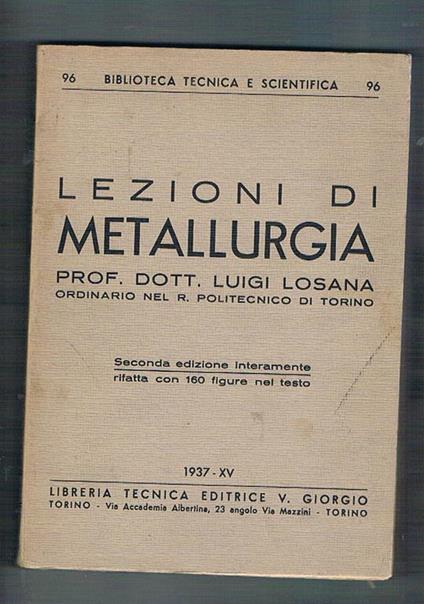 96 BIBLIOTECA TECNICA E SCIENTIFICA 96
LEZIONI DI
METALLURGIA
PROF. DOTT. LUIGI LOSANA
ORDINARIO NEL R. POLITECNICO DI TORINO
Seconda edizione interamente
rifatta con 160 figure nel testo
1937 - XV
LIBRERIA TECNICA EDITRICE V. GIORGIO
TORINO - Via Accademia Albertina, 23 angolo Via Mazzini - TORINO